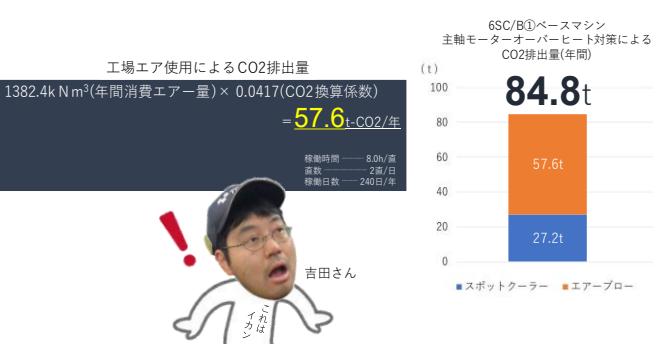 工場エア使用によるCO2排出量
1382.4k N m³(年間消費エアー量)× 0.0417(CO2換算係数)
=57.6t-CO2/年
稼働時間 ―― 8.0h/直
直数 ―――― 2直/日
稼働日数 ―― 240日/年
吉田さん
これは
イカン
6SC/B①ベースマシン
主軸モーターオーバーヒート対策による
CO2排出量(年間)
(t)
84.8t
100
80
60
40
20
0
57.6t
27.2t
スポットクーラー エアーブロー